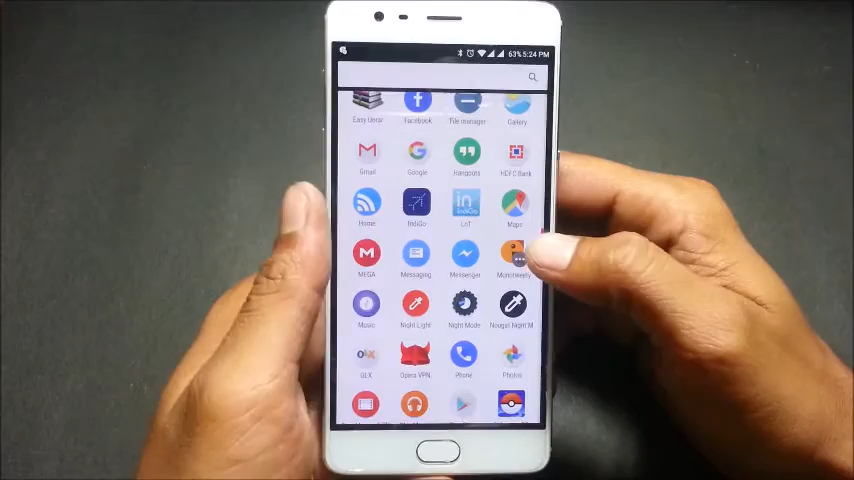 63% 5:24 PM
Easy Unrar Facebook File manager Gallery
Gmail Google Hangouts HDFC Bank
Home IndiGo LoT Maps
MEGA Messaging Messenger
Music Night Light Night Mode Nougat Night M
OLX Opera VPN Phone Photos